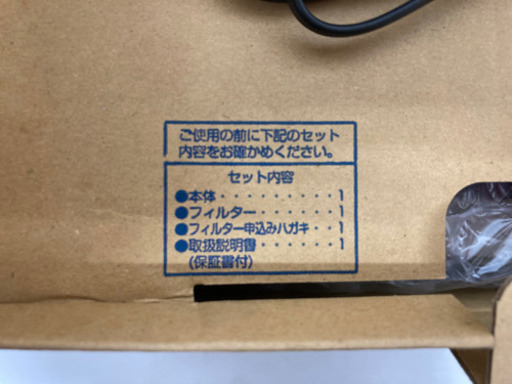 ご使用の前に下記のセット
内容をお確かめください。
セット内容
●本体・・・・・・・・・1
●フィルター・・・・・・1
●フィルター申込みハガキ・・1
●取扱説明書・・・・・・1
(保証書付)